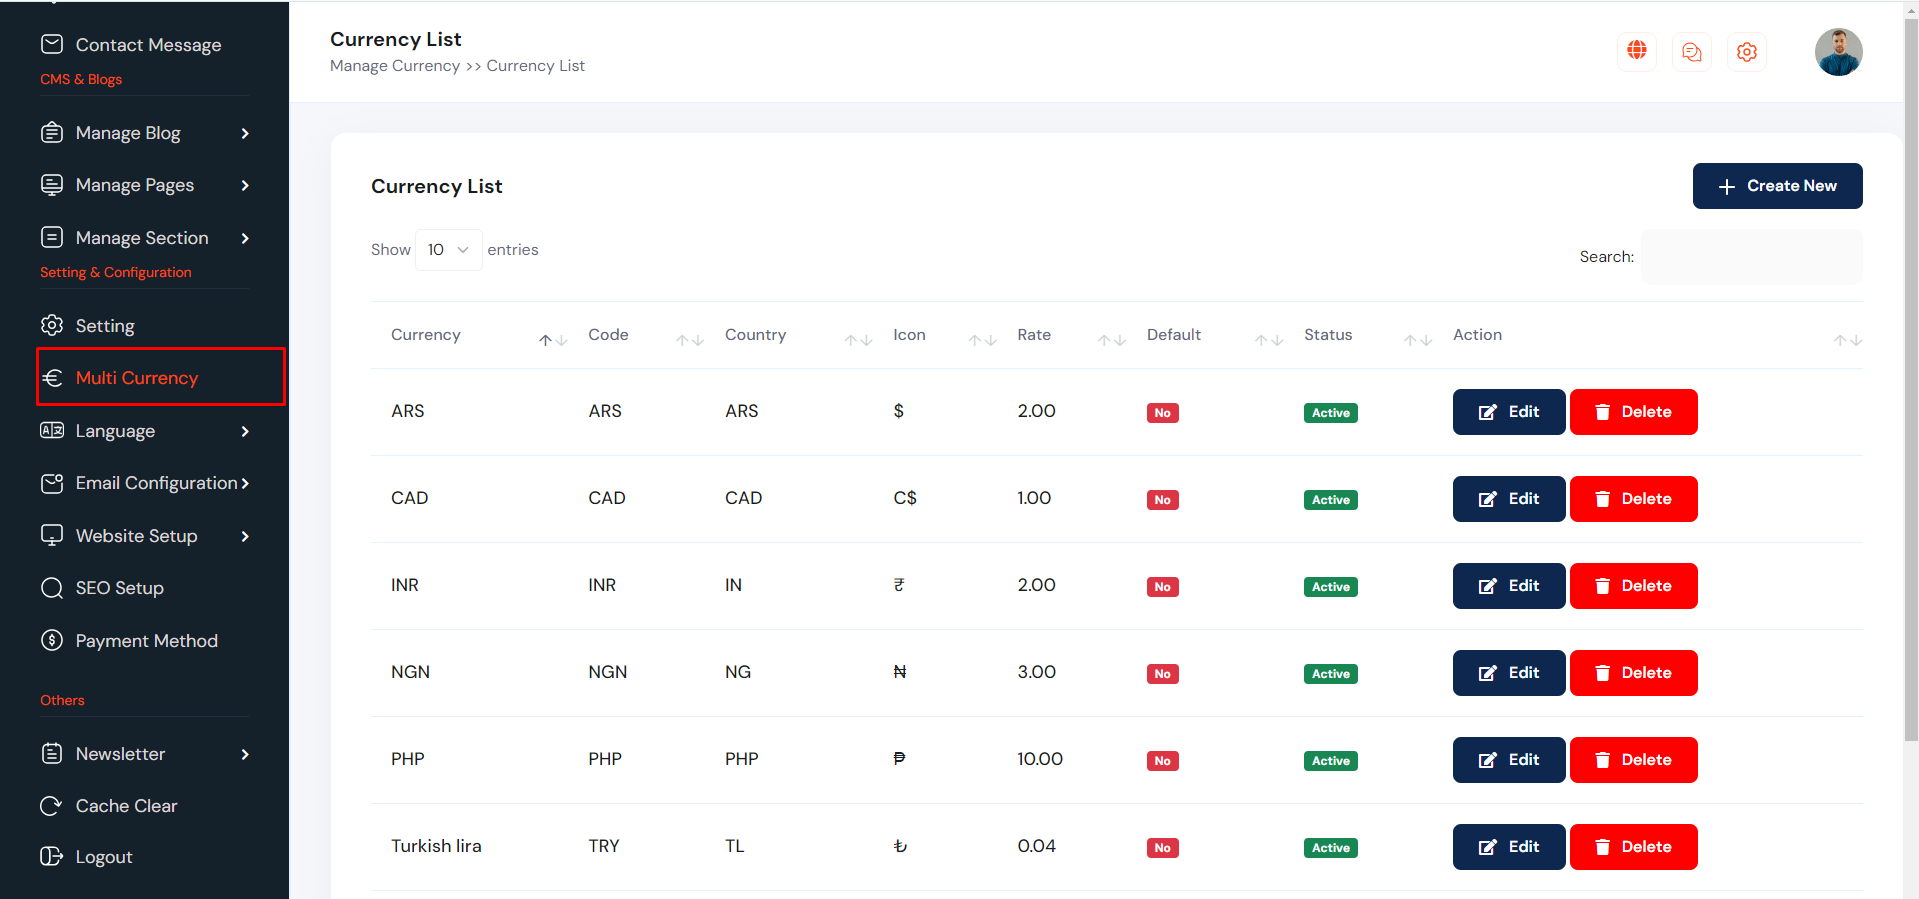 Contact Message
CMS & Blogs
Manage Blog
Manage Pages
Manage Section
Setting & Configuration
Setting
Multi Currency
Language
Email Configuration
Website Setup
SEO Setup
Payment Method
Others
Newsletter
Cache Clear
Logout
Currency List
Manage Currency >> Currency List
Currency List
Create New
Show 10 entries
Search:
Currency Code Country Icon Rate Default Status Action
ARS ARS ARS $ 2.00 No Active Edit Delete
CAD CAD CAD C$ 1.00 No Active Edit Delete
INR INR IN ₹ 2.00 No Active Edit Delete
NGN NGN NG ₦ 3.00 No Active Edit Delete
PHP PHP PHP ₱ 10.00 No Active Edit Delete
Turkish lira TRY TL ₺ 0.04 No Active Edit Delete